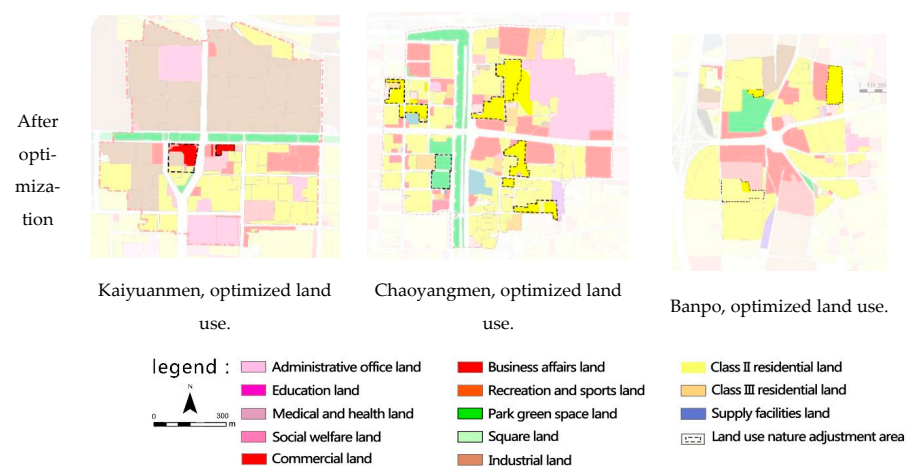 After
opti-
miza-
tion
Kaiyuanmen, optimized land
use.
Chaoyangmen, optimized land
use.
Banpo, optimized land use.
legend :
N
0 300
m
Administrative office land
Education land
Medical and health land
Social welfare land
Commercial land
Business affairs land
Recreation and sports land
Park green space land
Square land
Industrial land
Class Ⅱ residential land
Class Ⅲ residential land
Supply facilities land
Land use nature adjustment area